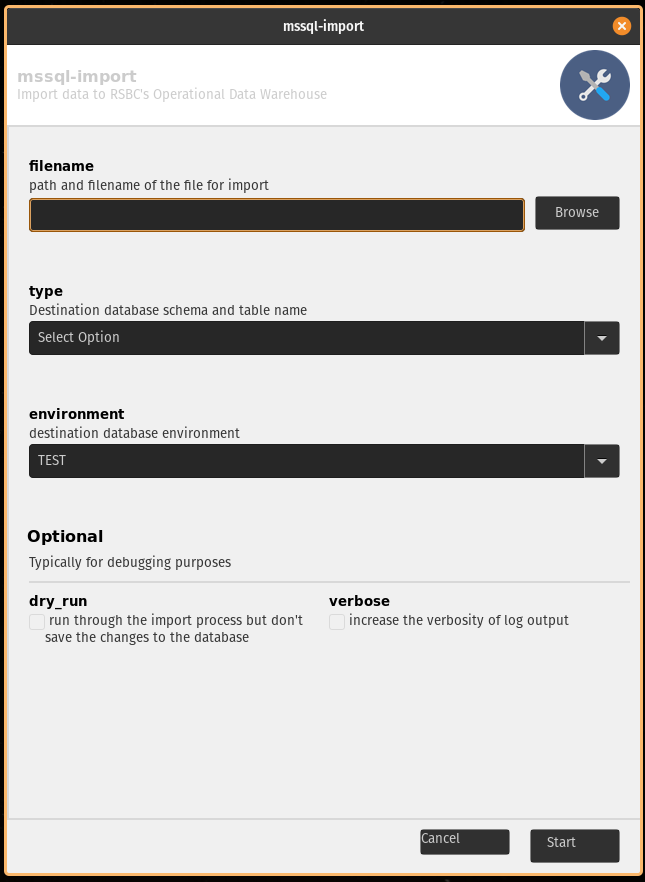 mssql-import
mssql-import
Import data to RSBC's Operational Data Warehouse
filename
path and filename of the file for import
Browse
type
Destination database schema and table name
Select Option
environment
destination database environment
TEST
Optional
Typically for debugging purposes
dry_run
run through the import process but don't
save the changes to the database
verbose
increase the verbosity of log output
Cancel
Start